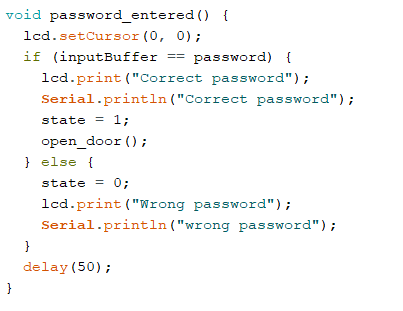 void password_entered() {
  lcd.setCursor(0, 0);
  if (inputBuffer == password) {
    lcd.print("Correct password");
    Serial.println("Correct password");
    state = 1;
    open_door();
  } else {
    state = 0;
    lcd.print("Wrong password");
    Serial.println("wrong password");
  }
  delay(50);
}